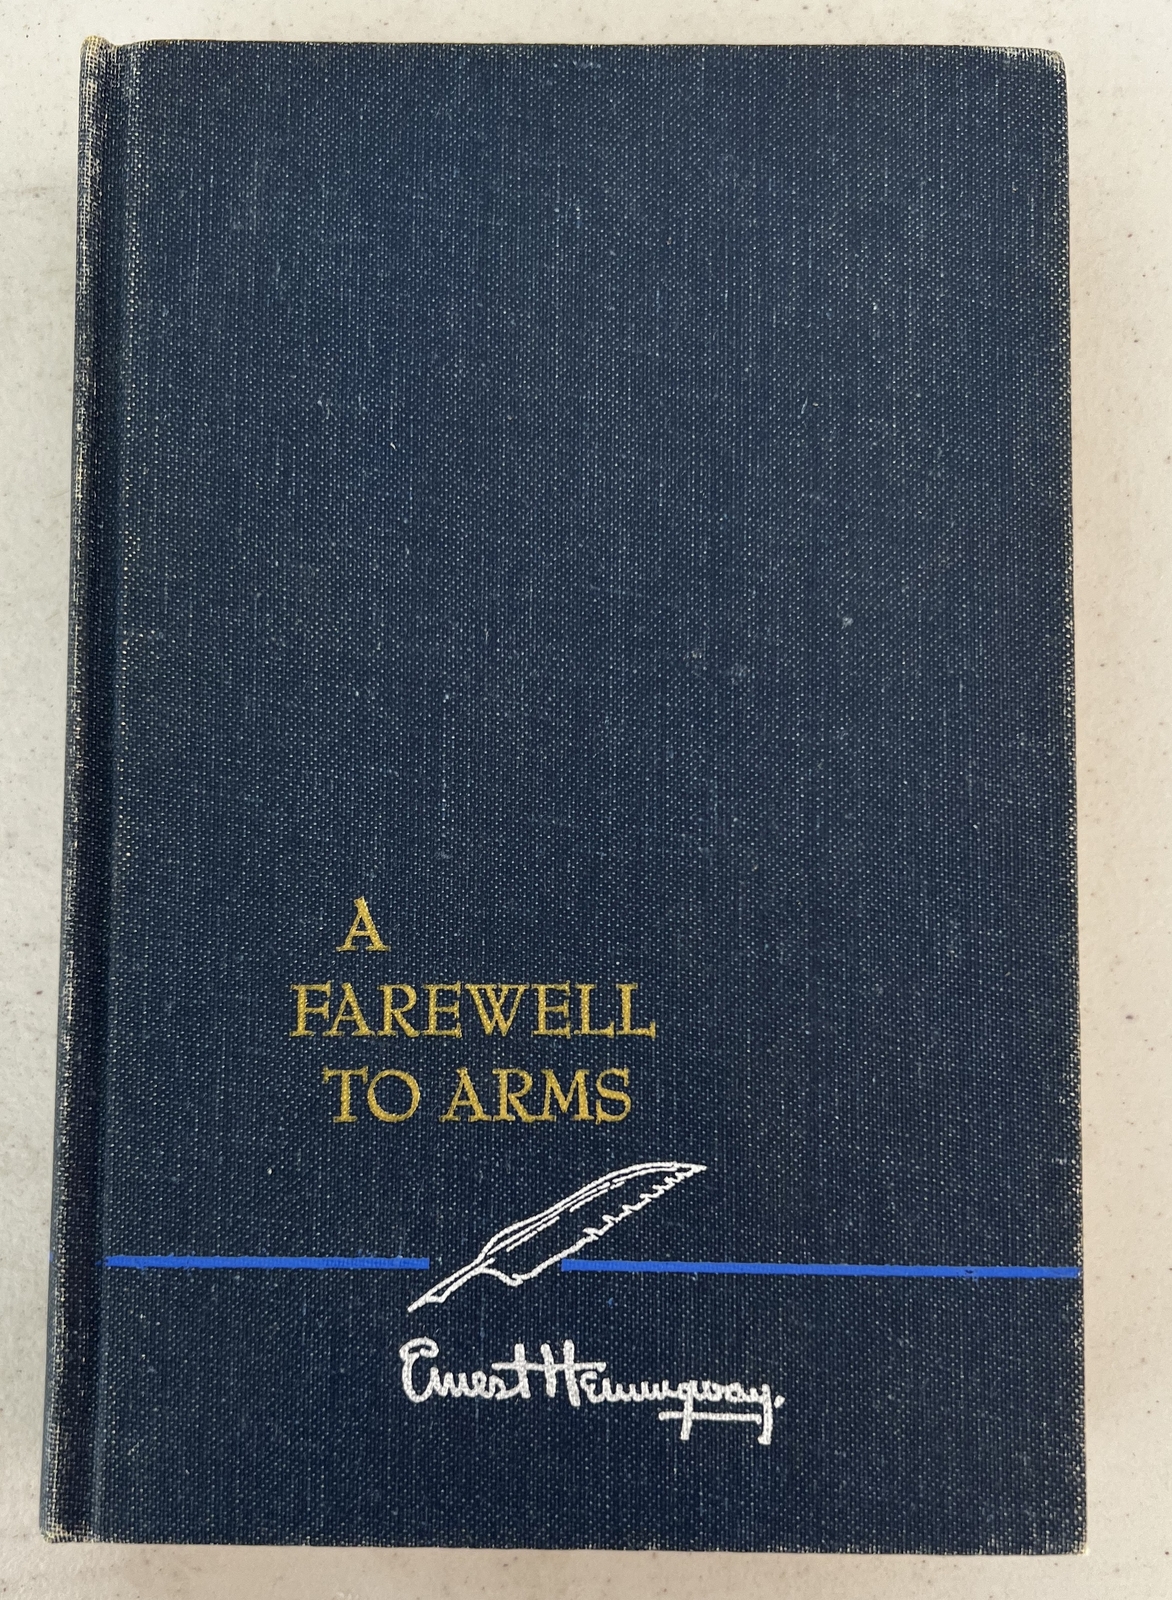 A
FAREWELL
TO ARMS
Ernest Hemingway.